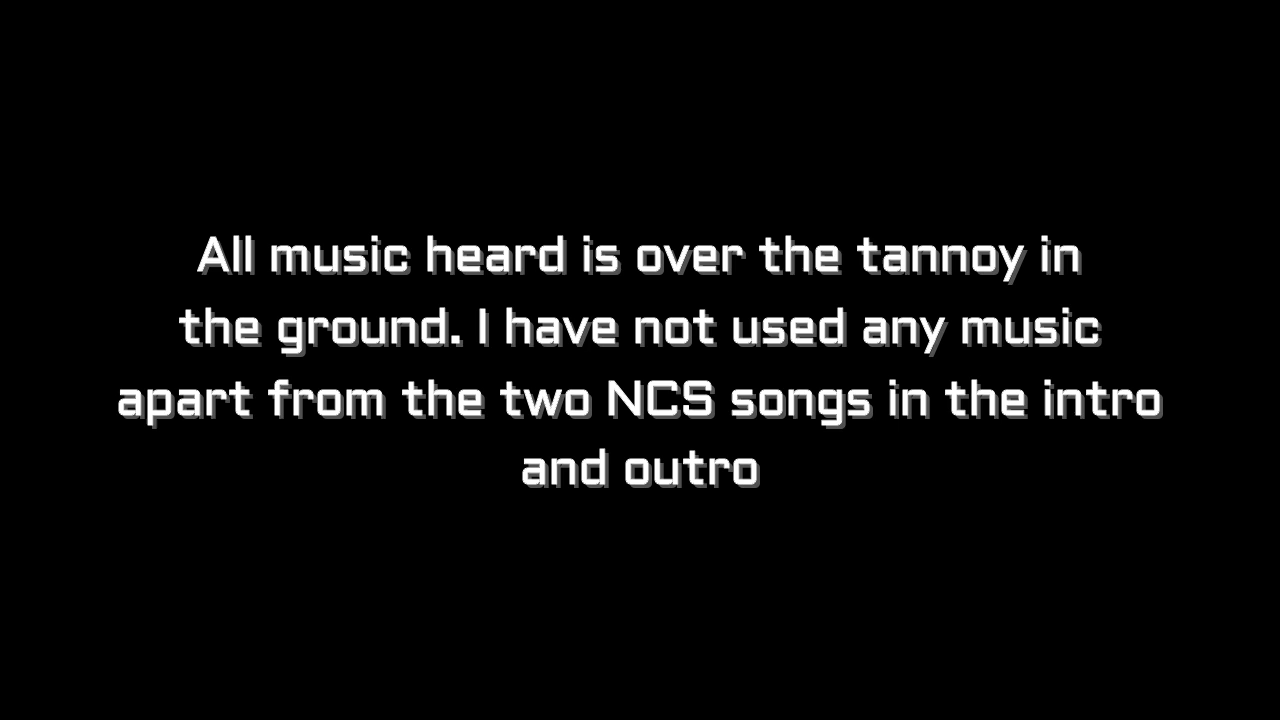 All music heard is over the tannoy in
the ground. I have not used any music
apart from the two NCS songs in the intro
and outro